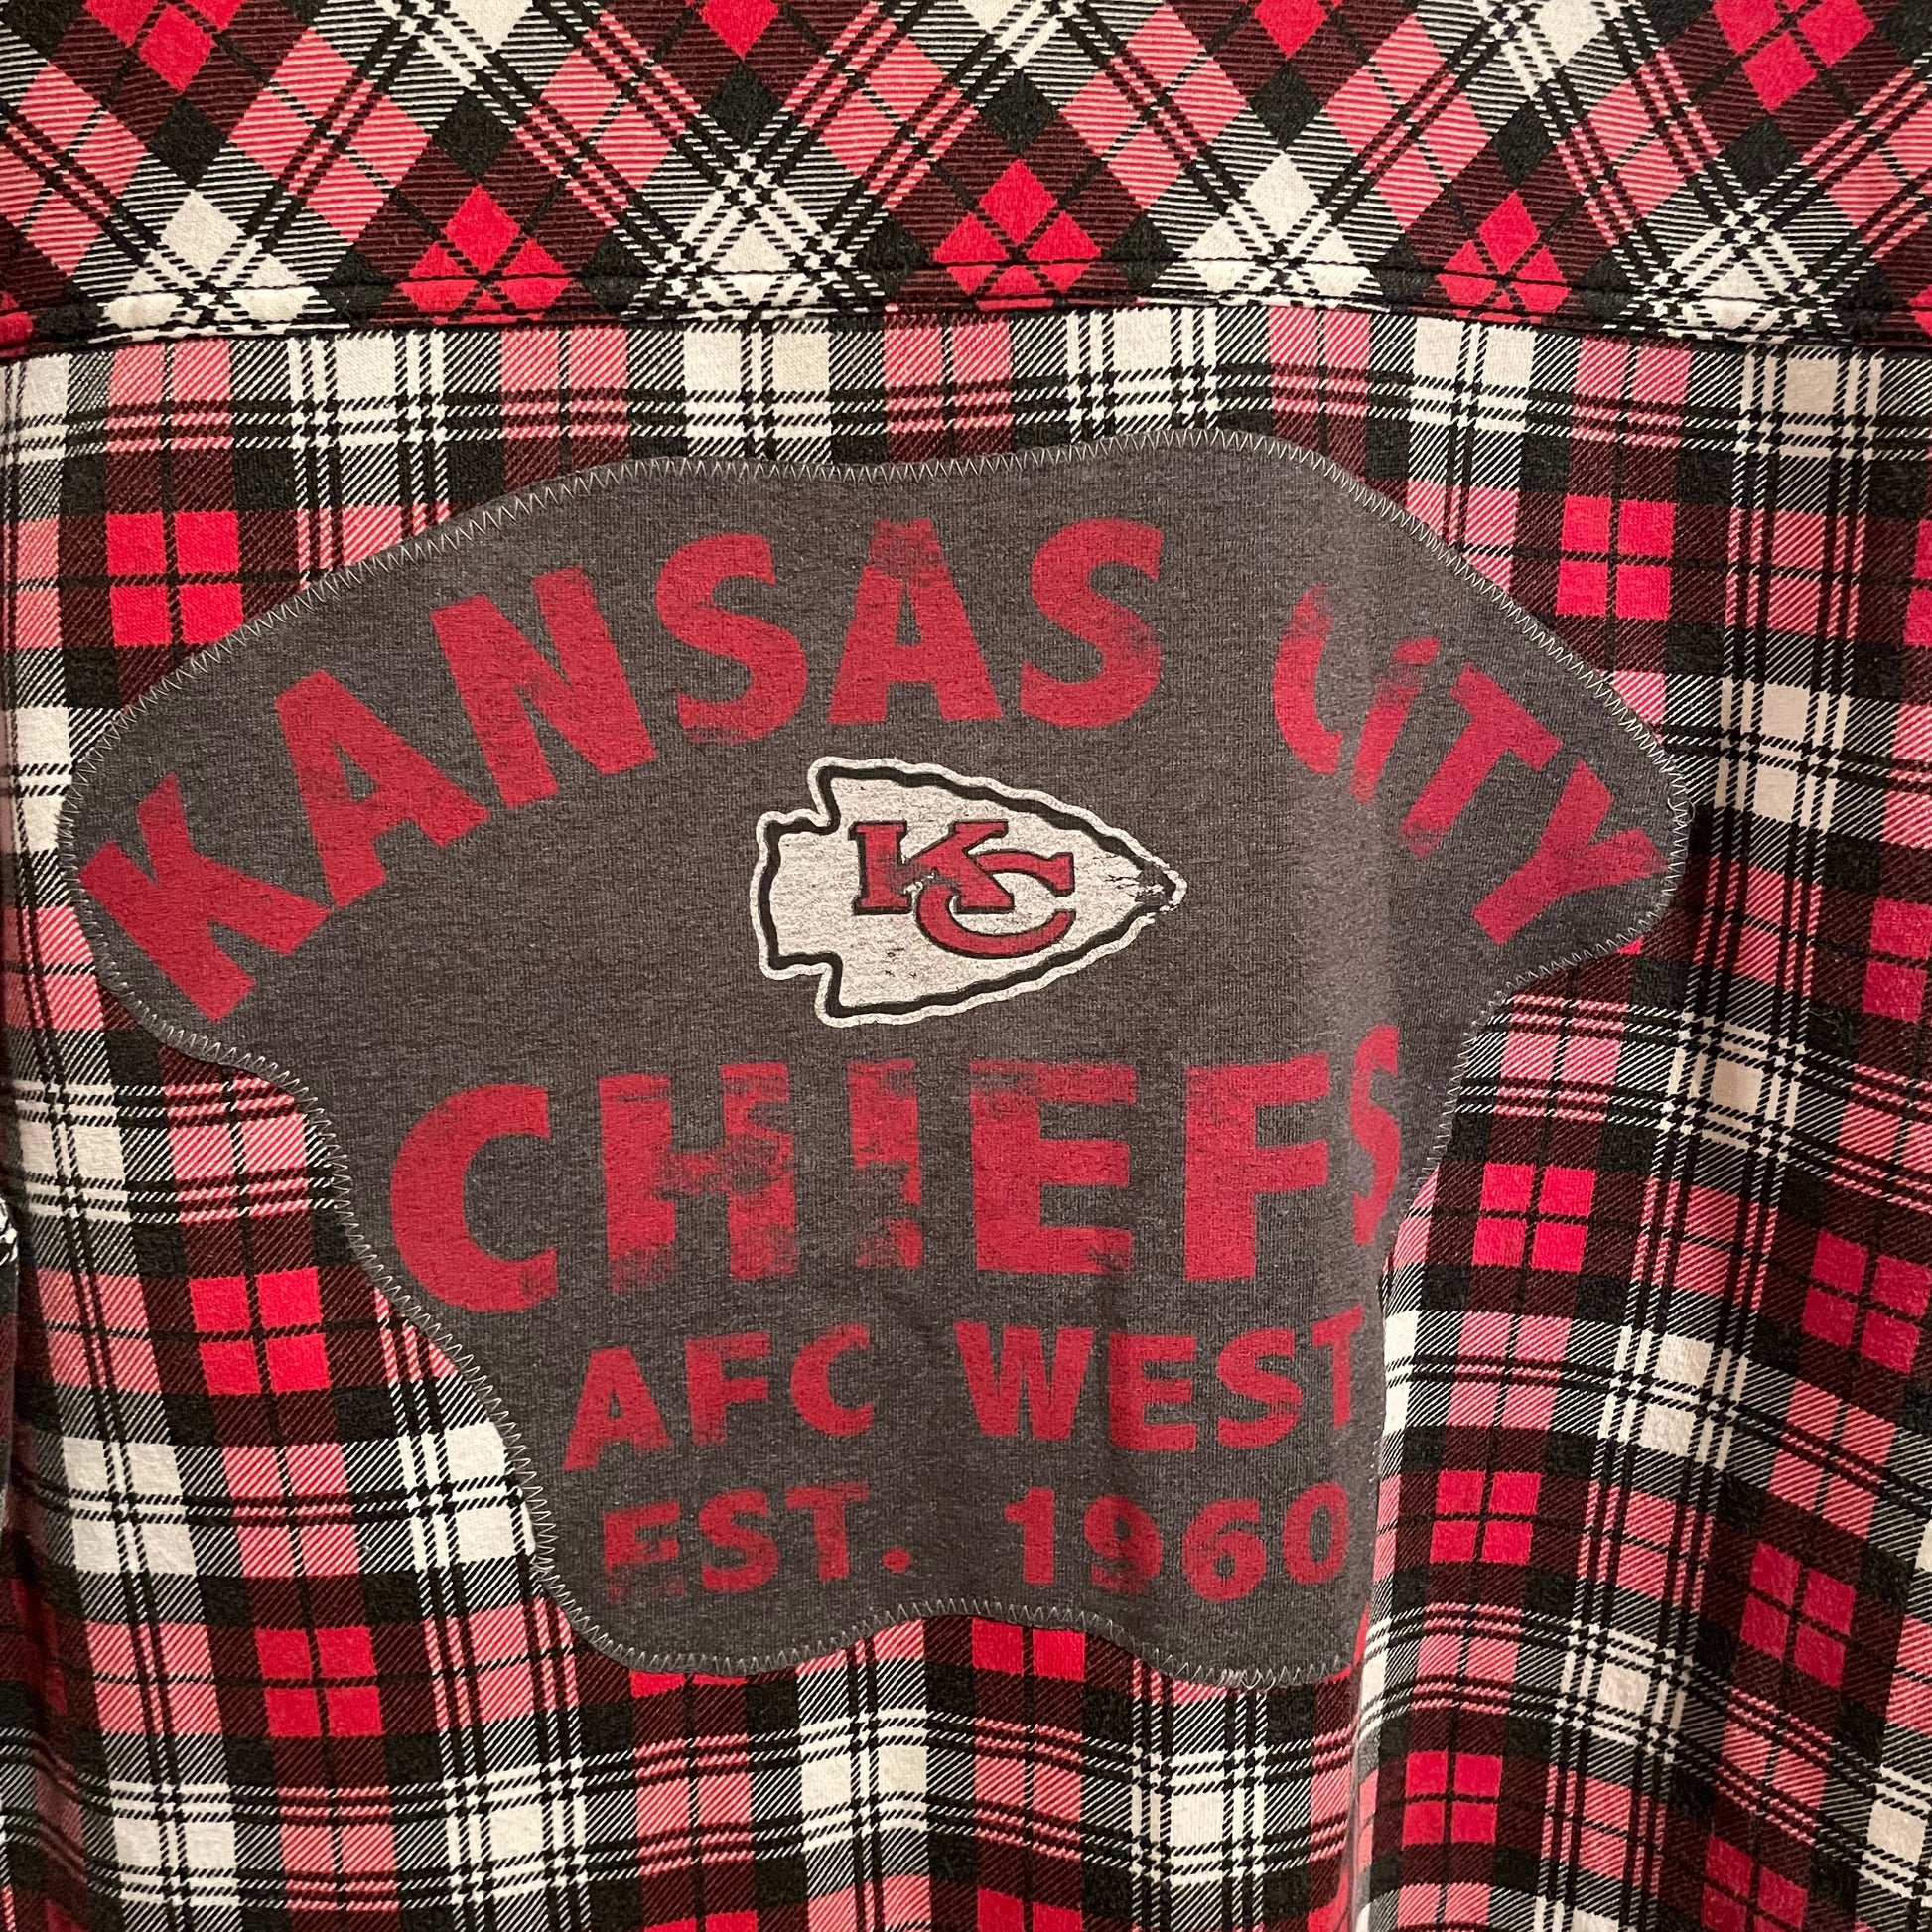 KANSAS CiTY
KC
CHIEFS
AFC WEST
EST. 1960